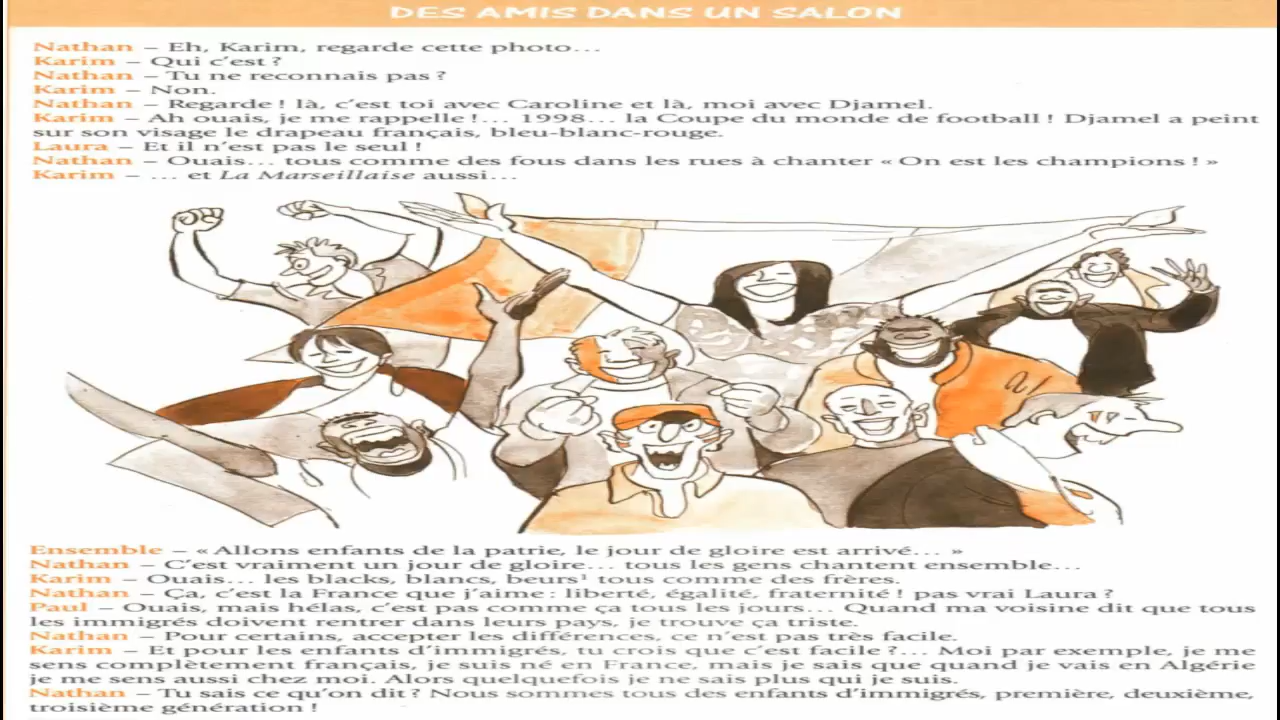 DES AMIS DANS UN SALON
Nathan – Eh, Karim, regarde cette photo…
Karim – Qui c'est ?
Nathan – Tu ne reconnais pas ?
Karim – Non.
Nathan – Regarde ! là, c'est toi avec Caroline et là, moi avec Djamel.
Karim – Ah ouais, je me rappelle !… 1998… la Coupe du monde de football ! Djamel a peint
sur son visage le drapeau français, bleu-blanc-rouge.
Laura – Et il n'est pas le seul !
Nathan – Ouais… tous comme des fous dans les rues à chanter « On est les champions ! »
Karim – … et La Marseillaise aussi…
Ensemble – « Allons enfants de la patrie, le jour de gloire est arrivé… »
Nathan – C'est vraiment un jour de gloire… tous les gens chantent ensemble…
Karim – Ouais… les blacks, blancs, beurs¹ tous comme des frères.
Nathan – Ça, c'est la France que j'aime : liberté, égalité, fraternité ! pas vrai Laura ?
Paul – Ouais, mais hélas, c'est pas comme ça tous les jours… Quand ma voisine dit que tous
les immigrés doivent rentrer dans leurs pays, je trouve ça triste.
Nathan – Pour certains, accepter les différences, ce n'est pas très facile.
Karim – Et pour les enfants d'immigrés, tu crois que c'est facile ?… Moi par exemple, je me
sens complètement français, je suis né en France, mais je sais que quand je vais en Algérie
je me sens aussi chez moi. Alors quelquefois je ne sais plus qui je suis.
Nathan – Tu sais ce qu'on dit ? Nous sommes tous des enfants d'immigrés, première, deuxième,
troisième génération !